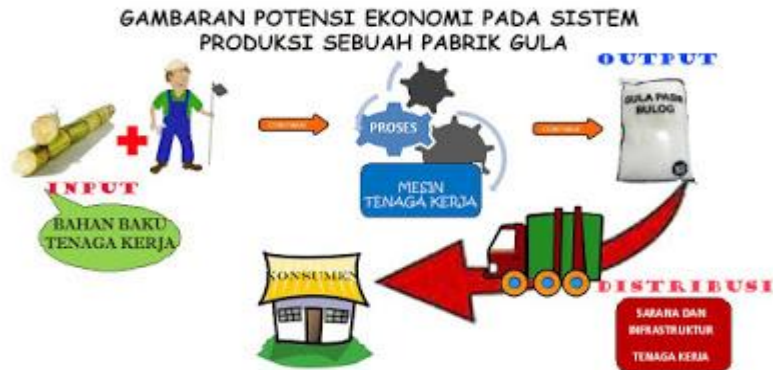 GAMBARAN POTENSI EKONOMI PADA SISTEM
PRODUKSI SEBUAH PABRIK GULA
OUTPUT
GULA PASIR
BULOG
PROSES
MESIN
TENAGA KERJA
INPUT
BAHAN BAKU
TENAGA KERJA
KONSUMEN
DISTRIBUSI
SARANA DAN
INFRASTRUKTUR
TENAGA KERJA